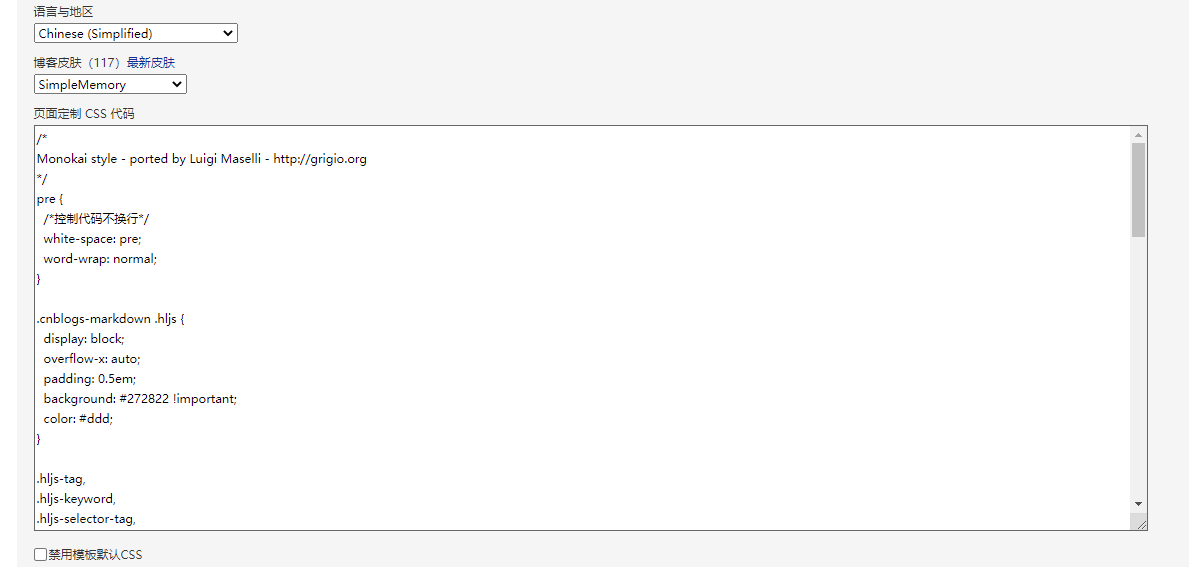 语言与地区
Chinese (Simplified)
博客皮肤（117）最新皮肤
SimpleMemory
页面定制 CSS 代码
/*
Monokai style - ported by Luigi Maselli - http://grigio.org
*/
pre {
  /*控制代码不换行*/
  white-space: pre;
  word-wrap: normal;
}

.cnblogs-markdown .hljs {
  display: block;
  overflow-x: auto;
  padding: 0.5em;
  background: #272822 !important;
  color: #ddd;
}

.hljs-tag,
.hljs-keyword,
.hljs-selector-tag,
禁用模板默认CSS